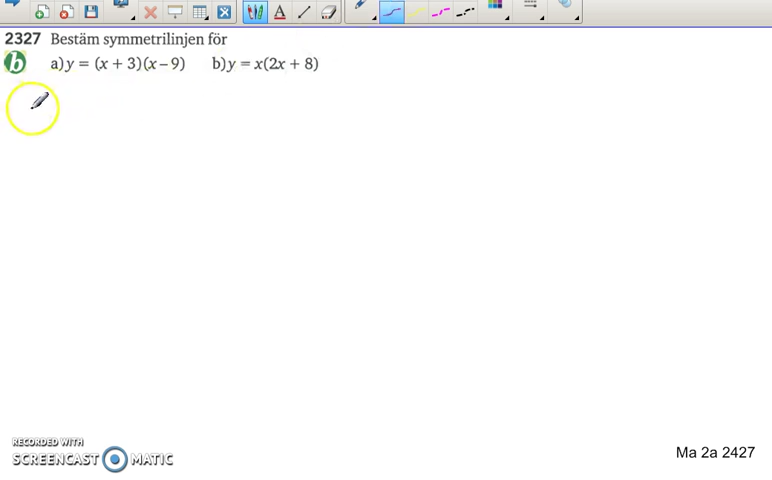 2327 Bestäm symmetrilinjen för
b a) y = (x + 3)(x – 9) b) y = x(2x + 8)
RECORDED WITH
SCREENCAST MATIC
Ma 2a 2427